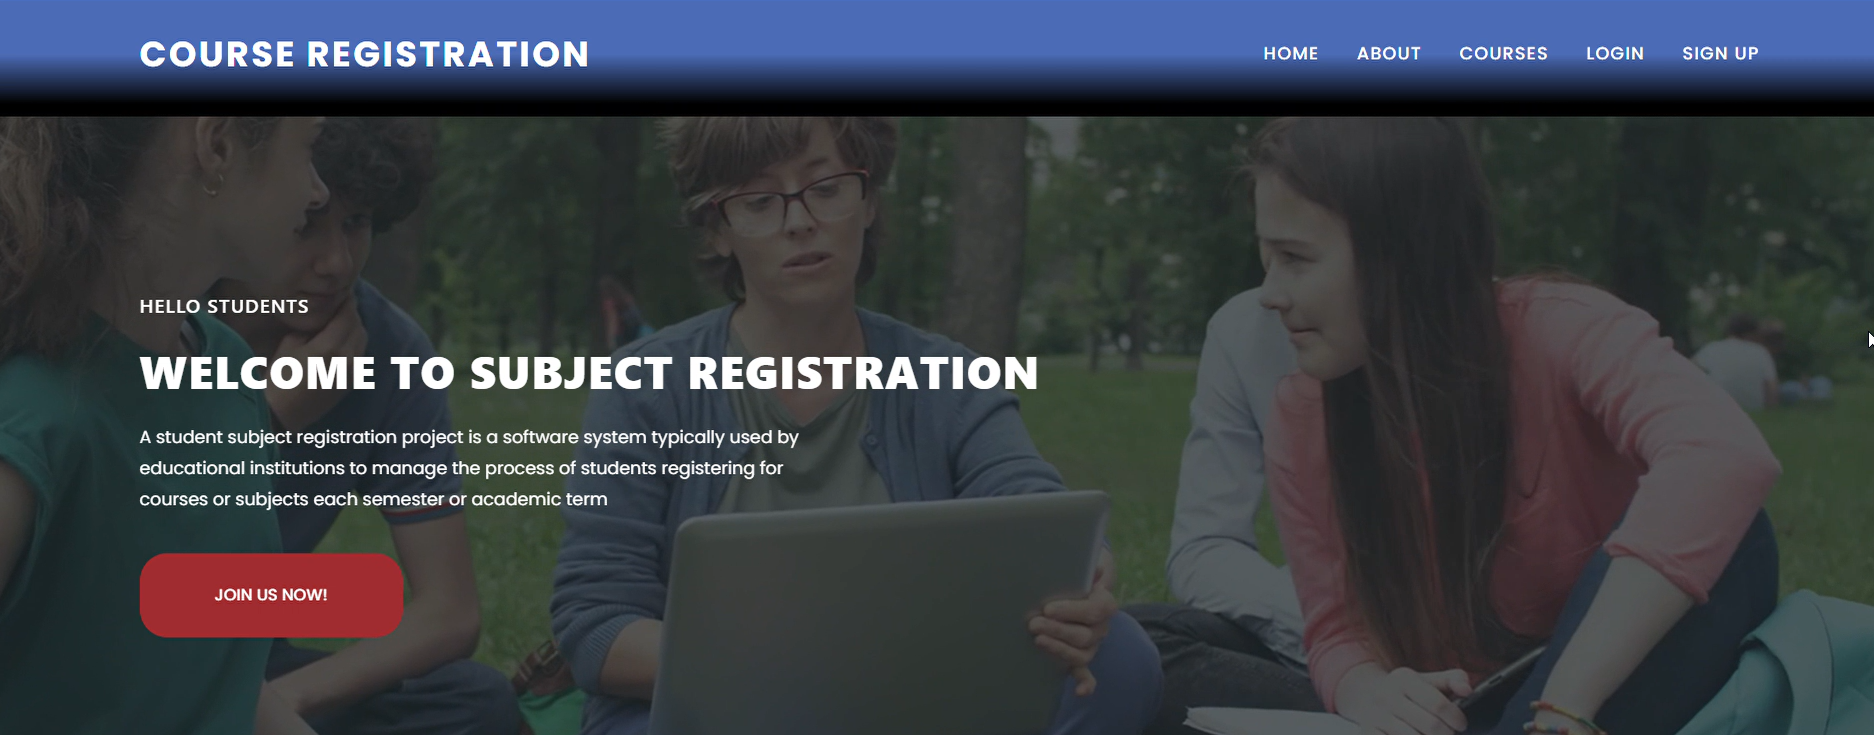 COURSE REGISTRATION
HOME ABOUT COURSES LOGIN SIGN UP
HELLO STUDENTS
WELCOME TO SUBJECT REGISTRATION
A student subject registration project is a software system typically used by
educational institutions to manage the process of students registering for
courses or subjects each semester or academic term
JOIN US NOW!